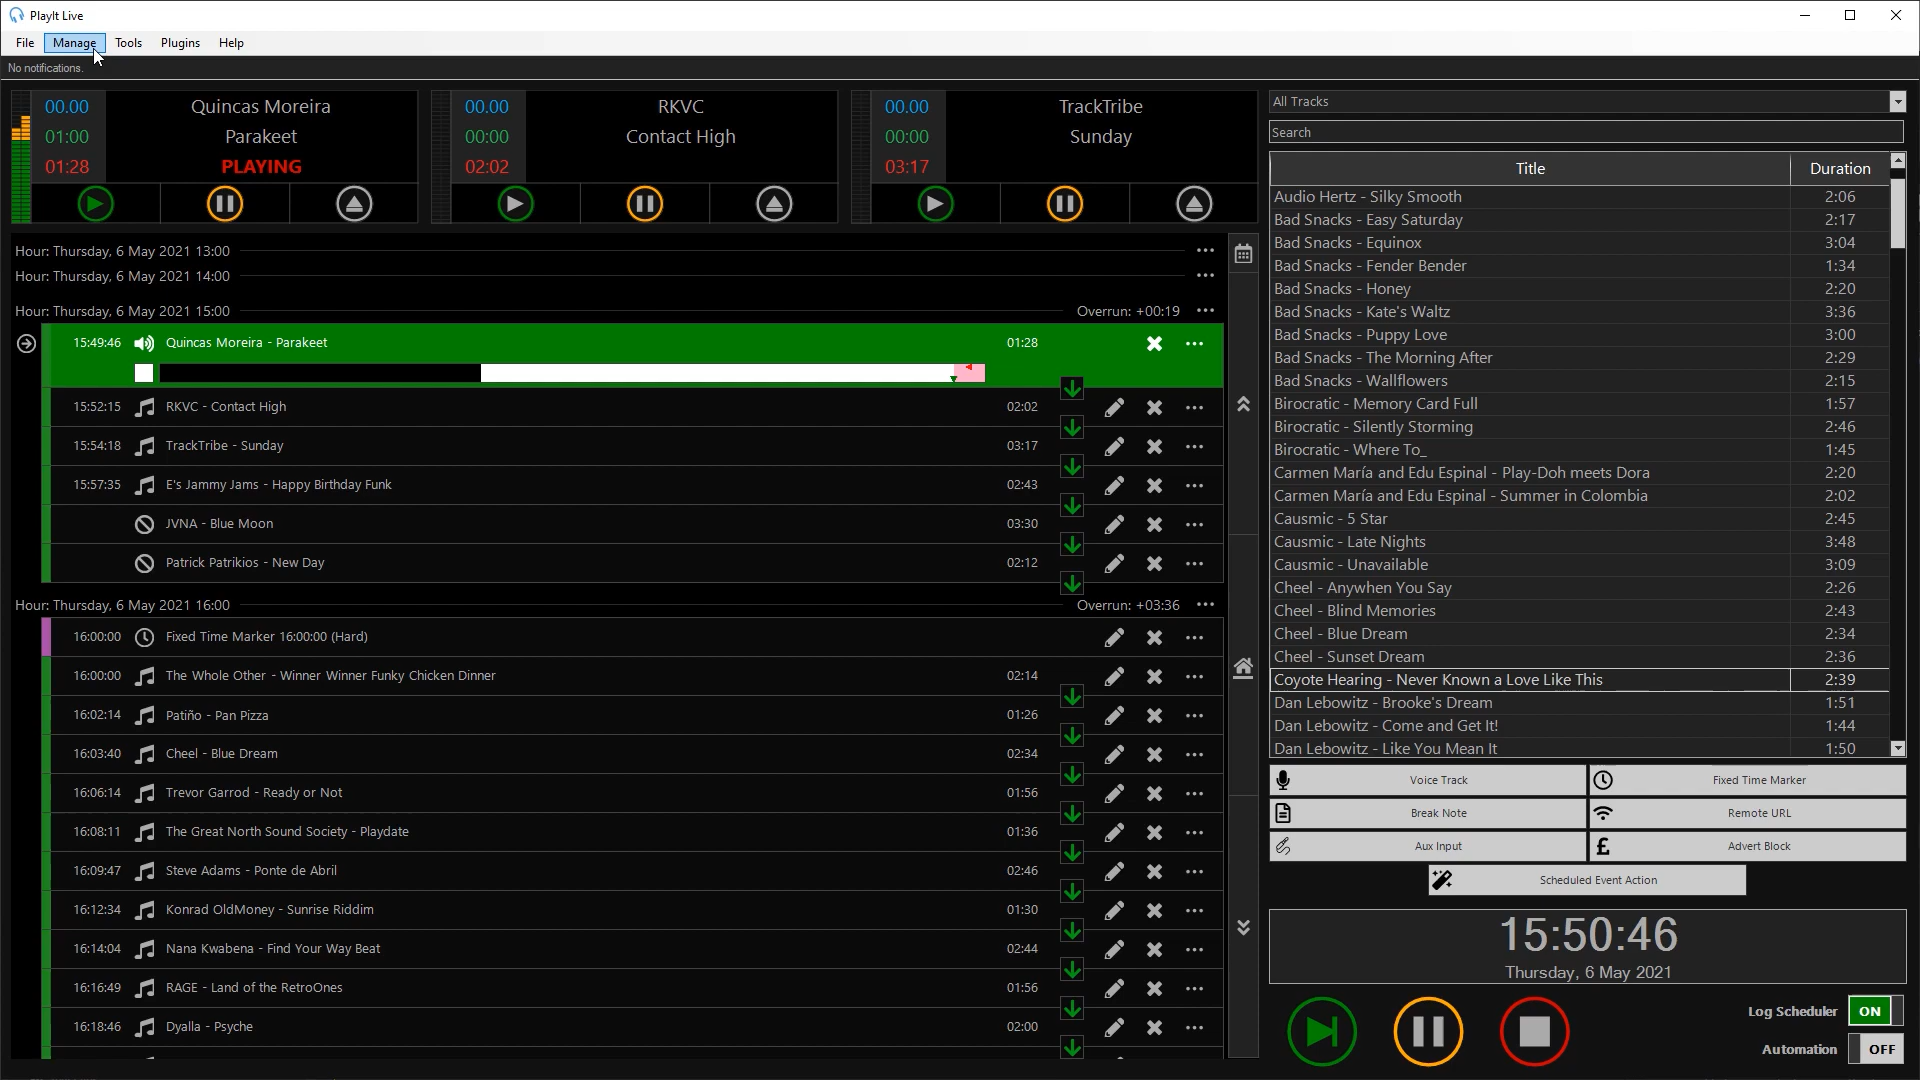 PlayIt Live
File Manage Tools Plugins Help
No notifications.
00.00 Quincas Moreira
01:00 Parakeet
01:28 PLAYING
00.00 RKVC
00:00 Contact High
02:02
00.00 TrackTribe
00:00 Sunday
03:17
Hour: Thursday, 6 May 2021 13:00
Hour: Thursday, 6 May 2021 14:00
Hour: Thursday, 6 May 2021 15:00 Overrun: +00:19
15:49:46 Quincas Moreira - Parakeet 01:28
15:52:15 RKVC - Contact High 02:02
15:54:18 TrackTribe - Sunday 03:17
15:57:35 E's Jammy Jams - Happy Birthday Funk 02:43
JVNA - Blue Moon 03:30
Patrick Patrikios - New Day 02:12
Hour: Thursday, 6 May 2021 16:00 Overrun: +03:36
16:00:00 Fixed Time Marker 16:00:00 (Hard)
16:00:00 The Whole Other - Winner Winner Funky Chicken Dinner 02:14
16:02:14 Patiño - Pan Pizza 01:26
16:03:40 Cheel - Blue Dream 02:34
16:06:14 Trevor Garrod - Ready or Not 01:56
16:08:11 The Great North Sound Society - Playdate 01:36
16:09:47 Steve Adams - Ponte de Abril 02:46
16:12:34 Konrad OldMoney - Sunrise Riddim 01:30
16:14:04 Nana Kwabena - Find Your Way Beat 02:44
16:16:49 RAGE - Land of the RetroOnes 01:56
16:18:46 Dyalla - Psyche 02:00
All Tracks
Search
Title Duration
Audio Hertz - Silky Smooth 2:06
Bad Snacks - Easy Saturday 2:17
Bad Snacks - Equinox 3:04
Bad Snacks - Fender Bender 1:34
Bad Snacks - Honey 2:20
Bad Snacks - Kate's Waltz 3:36
Bad Snacks - Puppy Love 3:00
Bad Snacks - The Morning After 2:29
Bad Snacks - Wallflowers 2:15
Birocratic - Memory Card Full 1:57
Birocratic - Silently Storming 2:46
Birocratic - Where To_ 1:45
Carmen María and Edu Espinal - Play-Doh meets Dora 2:20
Carmen María and Edu Espinal - Summer in Colombia 2:02
Causmic - 5 Star 2:45
Causmic - Late Nights 3:48
Causmic - Unavailable 3:09
Cheel - Anywhen You Say 2:26
Cheel - Blind Memories 2:43
Cheel - Blue Dream 2:34
Cheel - Sunset Dream 2:36
Coyote Hearing - Never Known a Love Like This 2:39
Dan Lebowitz - Brooke's Dream 1:51
Dan Lebowitz - Come and Get It! 1:44
Dan Lebowitz - Like You Mean It 1:50
Voice Track Fixed Time Marker
Break Note Remote URL
Aux Input £ Advert Block
Scheduled Event Action
15:50:46
Thursday, 6 May 2021
Log Scheduler ON
Automation OFF